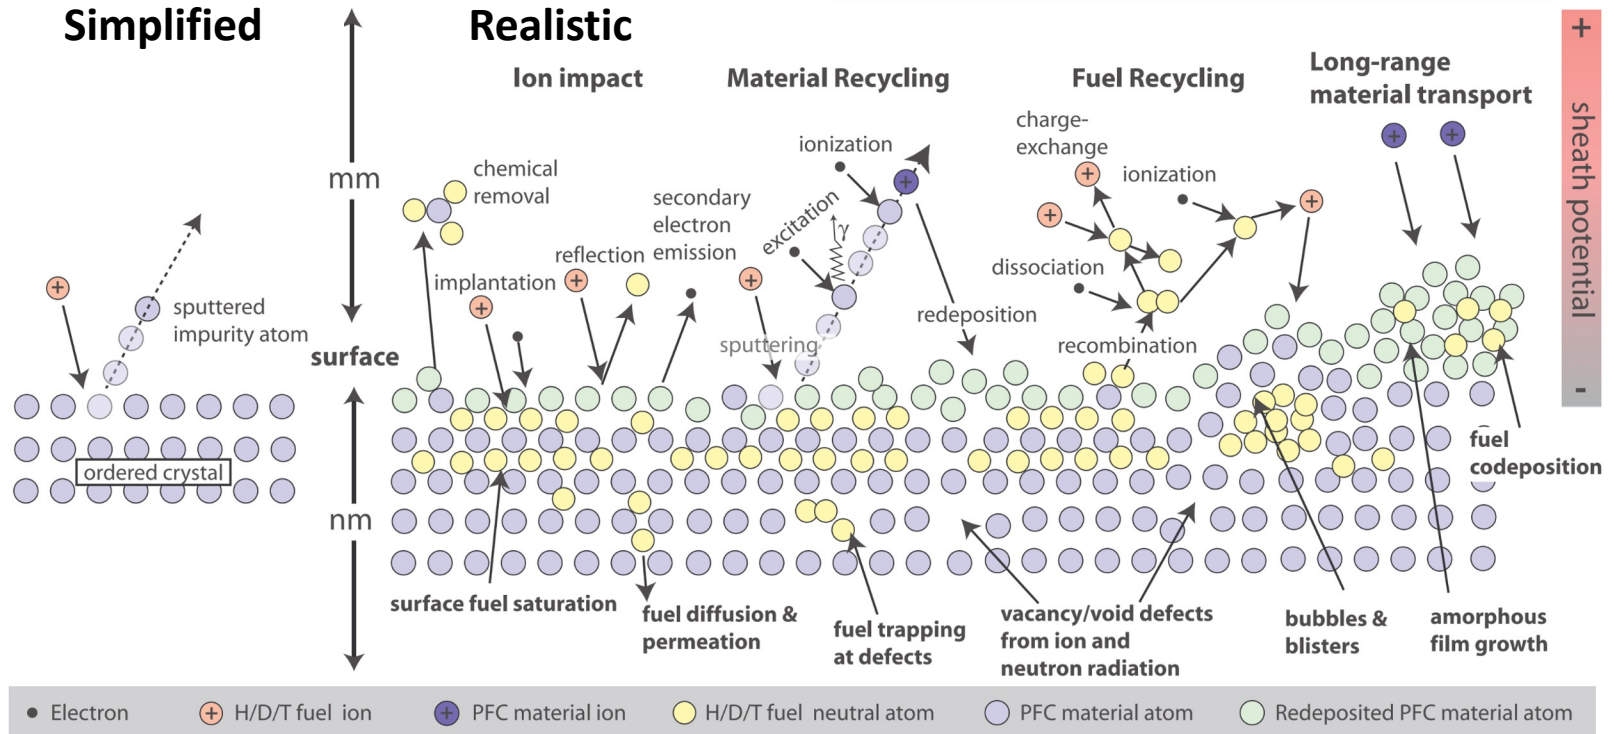 Simplified
Realistic
Ion impact
Material Recycling
Fuel Recycling
Long-range
material transport
+
sheath potential
-
mm
surface
nm
+
sputtered
impurity atom
ordered crystal
chemical
removal
implantation
+
reflection
+
secondary
electron
emission
+
sputtering
excitation
γ
ionization
+
redeposition
charge-
exchange
+
+
ionization
+
dissociation
recombination
+
+
fuel
codeposition
surface fuel saturation
fuel diffusion &
permeation
fuel trapping
at defects
vacancy/void defects
from ion and
neutron radiation
bubbles &
blisters
amorphous
film growth
Electron
+ H/D/T fuel ion
+ PFC material ion
H/D/T fuel neutral atom
PFC material atom
Redeposited PFC material atom